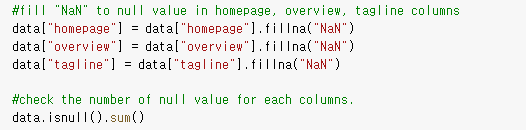 #fill "NaN" to null value in homepage, overview, tagline columns
data["homepage"] = data["homepage"].fillna("NaN")
data["overview"] = data["overview"].fillna("NaN")
data["tagline"] = data["tagline"].fillna("NaN")
#check the number of null value for each columns.
data.isnull().sum()